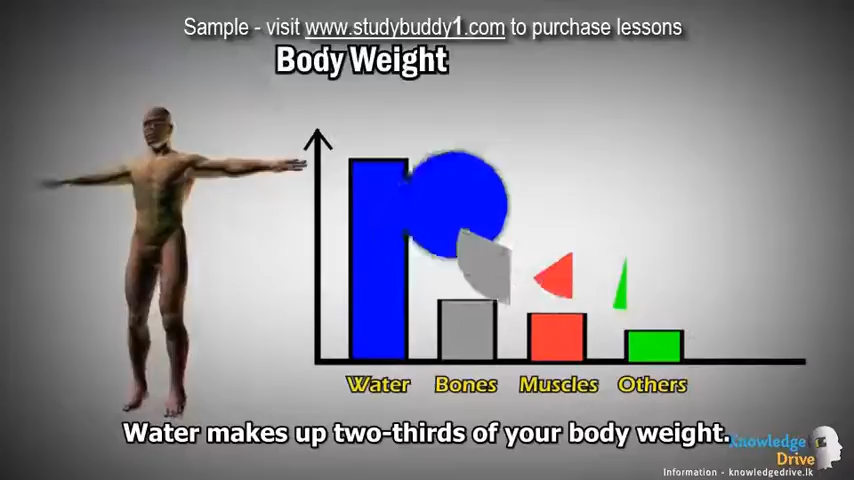 Sample - visit www.studybuddy1.com to purchase lessons
Body Weight
Water Bones Muscles Others
Water makes up two-thirds of your body weight.
Knowledge
Drive
Information - knowledgedrive.lk